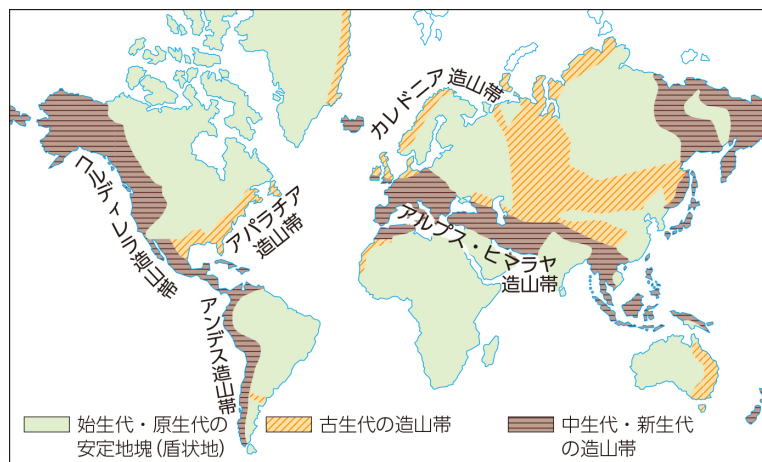 カレドニア造山帯
コルディレラ造山帯
アパラチア
造山帯
アルプス・ヒマラヤ
造山帯
アンデス造山帯
始生代・原生代の
安定地塊(盾状地)
古生代の造山帯
中生代・新生代
の造山帯